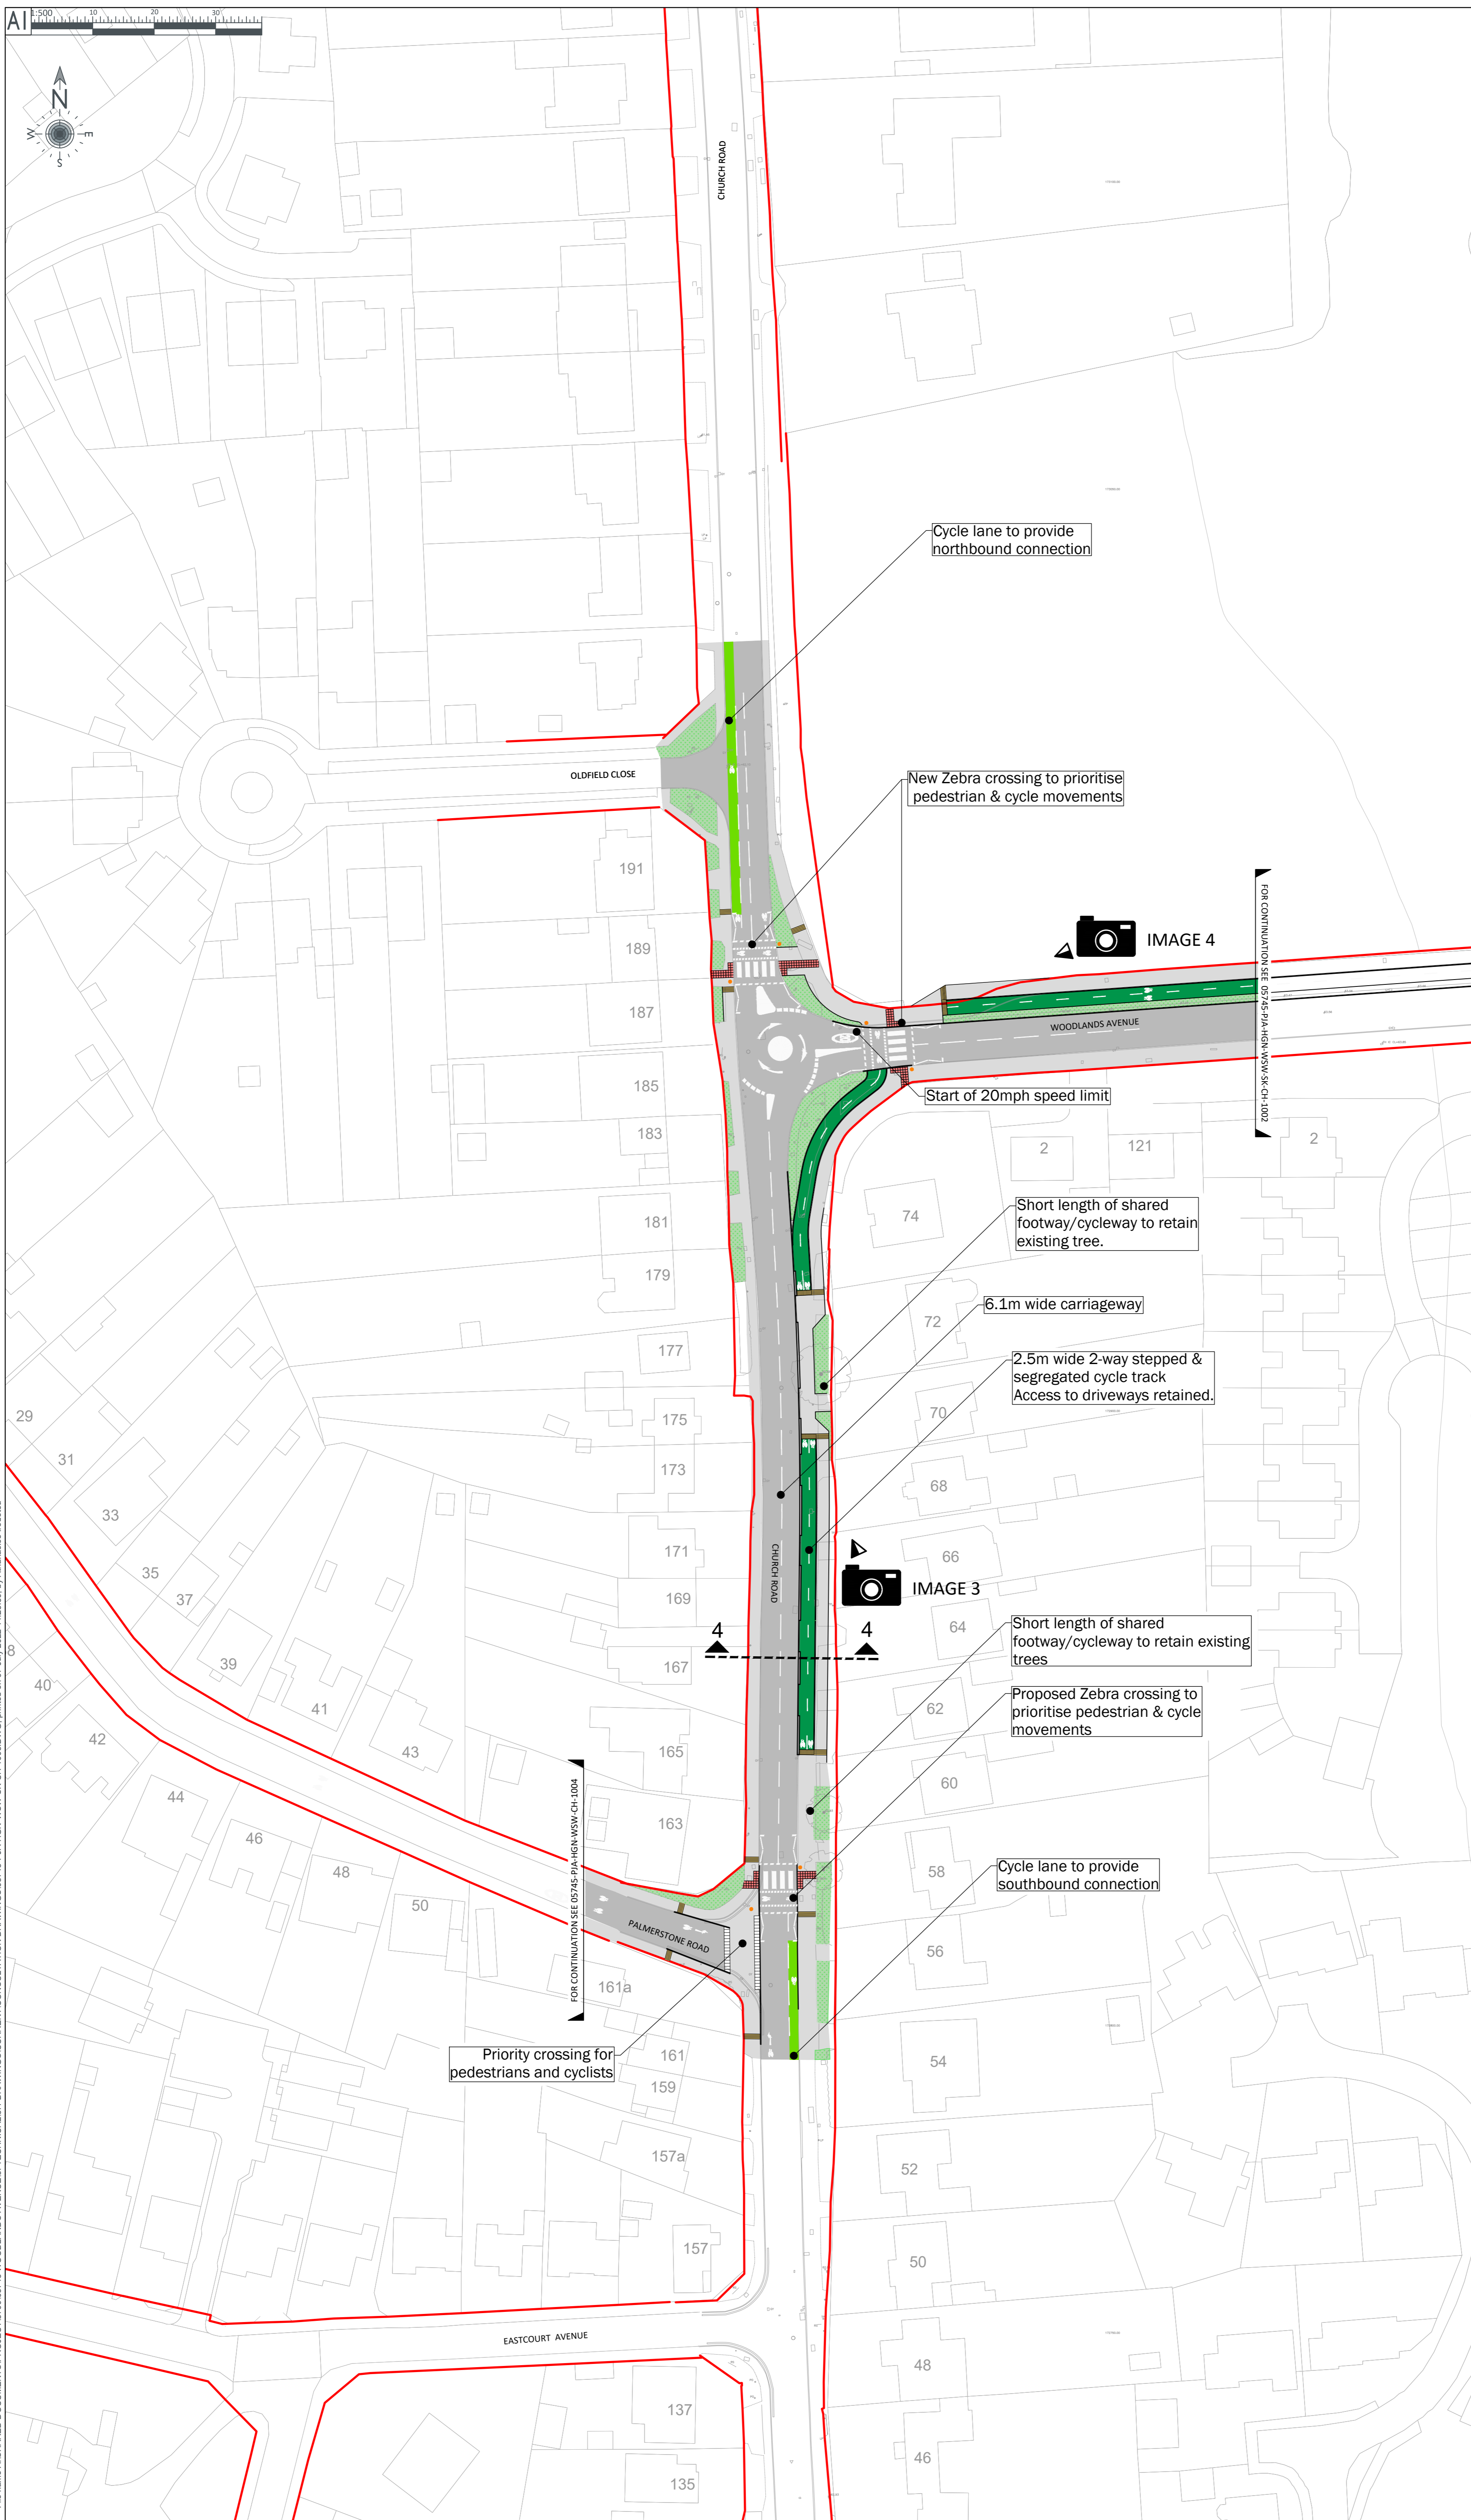 A1
1:500
10
20
30
N
W
E
S
CHURCH ROAD
Cycle lane to provide
northbound connection
OLDFIELD CLOSE
New Zebra crossing to prioritise
pedestrian & cycle movements
191
189
IMAGE 4
FOR CONTINUATION SEE 05745-PJA-HGN-WSW-SK-CH-1002
187
WOODLANDS AVENUE
185
Start of 20mph speed limit
183
2
121
2
74
Short length of shared
footway/cycleway to retain
existing tree.
181
179
6.1m wide carriageway
72
177
2.5m wide 2-way stepped &
segregated cycle track
Access to driveways retained.
29
175
70
31
173
68
33
171
CHURCH ROAD
66
35
37
169
IMAGE 3
4
4
64
Short length of shared
footway/cycleway to retain existing
trees
39
167
40
41
62
Proposed Zebra crossing to
prioritise pedestrian & cycle
movements
42
43
165
60
44
FOR CONTINUATION SEE 05745-PJA-HGN-WSW-CH-1004
163
46
48
58
Cycle lane to provide
southbound connection
50
PALMERSTONE ROAD
56
161a
Priority crossing for
pedestrians and cyclists
161
54
159
157a
52
157
50
EASTCOURT AVENUE
48
137
46
135